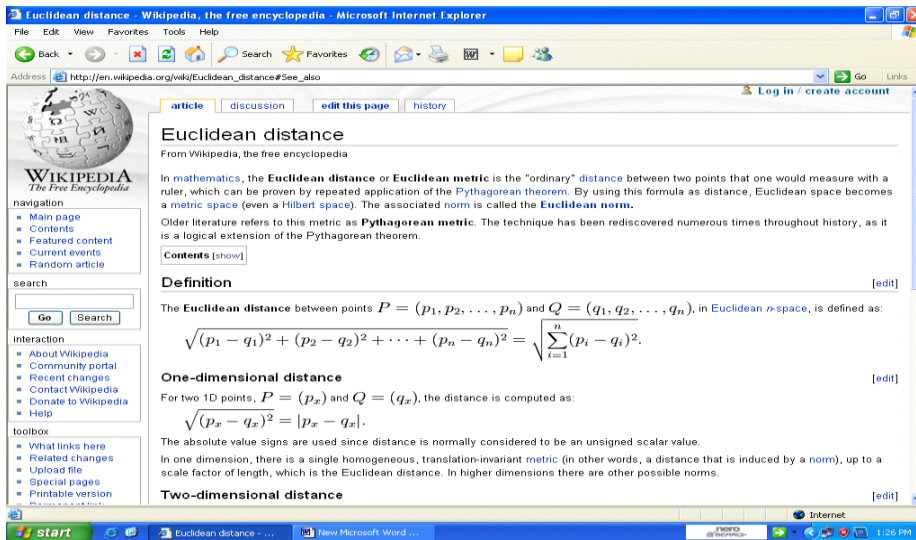 Euclidean distance - Wikipedia, the free encyclopedia - Microsoft Internet Explorer
File Edit View Favorites Tools Help
Back Search Favorites
Address http://en.wikipedia.org/wiki/Euclidean_distance#See_also Go Links
Log in / create account
article discussion edit this page history
WIKIPEDIA
The Free Encyclopedia
navigation
Main page
Contents
Featured content
Current events
Random article
search
Go Search
interaction
About Wikipedia
Community portal
Recent changes
Contact Wikipedia
Donate to Wikipedia
Help
toolbox
What links here
Related changes
Upload file
Special pages
Printable version
Euclidean distance
From Wikipedia, the free encyclopedia
In mathematics, the Euclidean distance or Euclidean metric is the "ordinary" distance between two points that one would measure with a
ruler, which can be proven by repeated application of the Pythagorean theorem. By using this formula as distance, Euclidean space becomes
a metric space (even a Hilbert space). The associated norm is called the Euclidean norm.
Older literature refers to this metric as Pythagorean metric. The technique has been rediscovered numerous times throughout history, as it
is a logical extension of the Pythagorean theorem.
Contents [show]
Definition [edit]
The Euclidean distance between points P = (p₁, p₂, . . . , pₙ) and Q = (q₁, q₂, . . . , qₙ), in Euclidean n-space, is defined as:
√((p₁ − q₁)² + (p₂ − q₂)² + ⋯ + (pₙ − qₙ)²) = √(∑ᵢ₌₁ⁿ (pᵢ − qᵢ)²).
One-dimensional distance [edit]
For two 1D points, P = (pₓ) and Q = (qₓ), the distance is computed as:
√((pₓ − qₓ)²) = |pₓ − qₓ|.
The absolute value signs are used since distance is normally considered to be an unsigned scalar value.
In one dimension, there is a single homogeneous, translation-invariant metric (in other words, a distance that is induced by a norm), up to a
scale factor of length, which is the Euclidean distance. In higher dimensions there are other possible norms.
Two-dimensional distance [edit]
Internet
start Euclidean distance - ... New Microsoft Word ... nero 1:26 PM